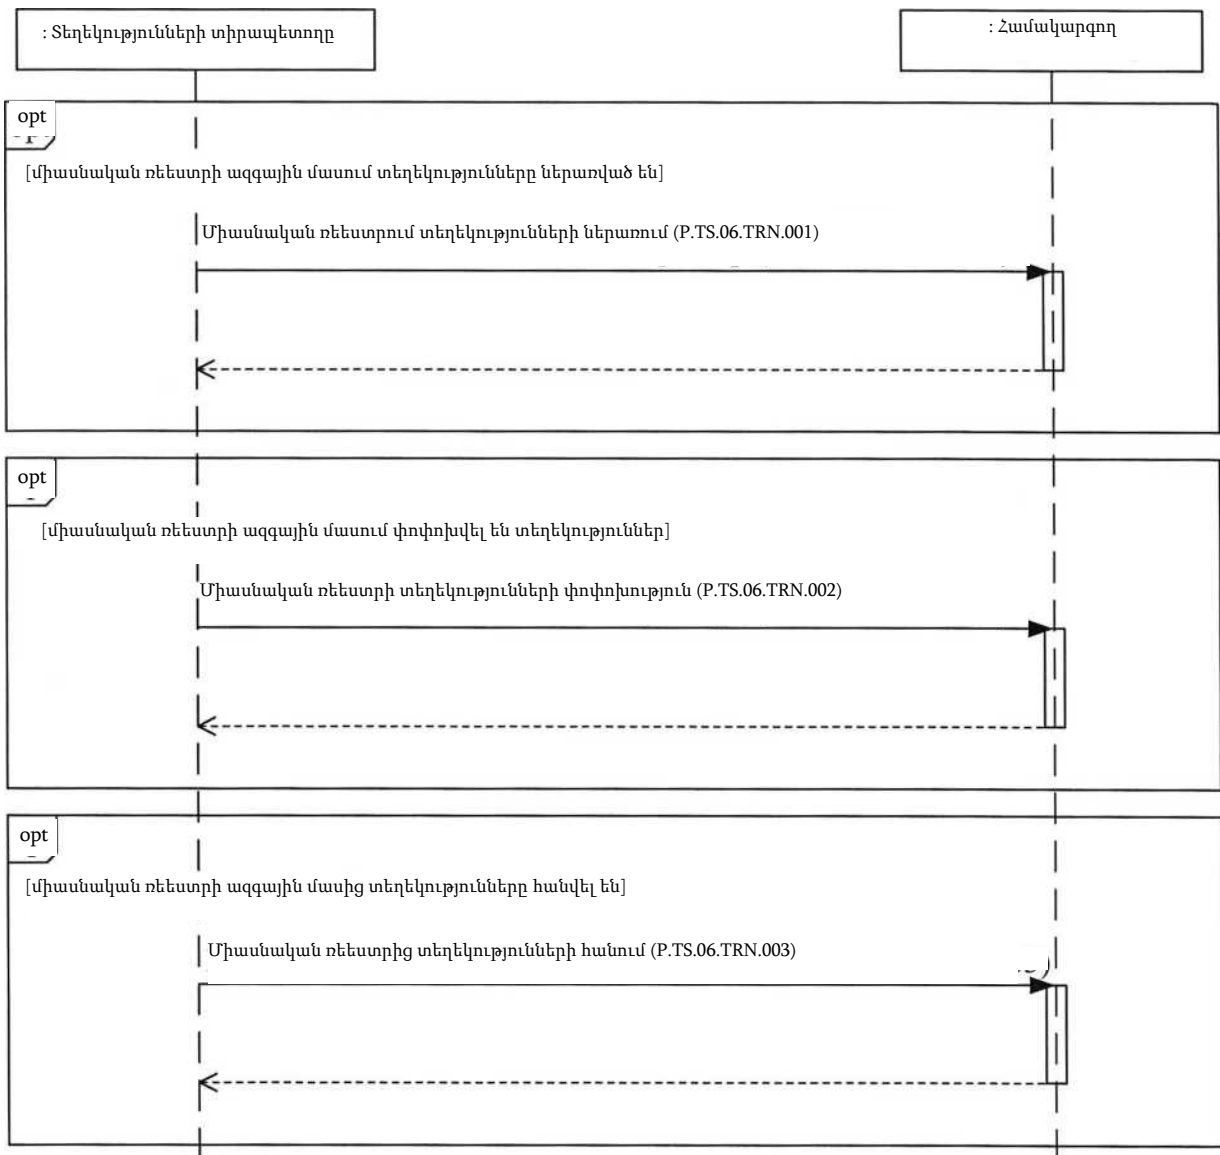 : Տեղեկությունների տիրապետողը
: Համակարգող
opt
[միասնական ռեեստրի ազգային մասում տեղեկությունները ներառված են]
Միասնական ռեեստրում տեղեկությունների ներառում (P.TS.06.TRN.001)
opt
[միասնական ռեեստրի ազգային մասում փոփոխվել են տեղեկություններ]
Միասնական ռեեստրի տեղեկությունների փոփոխություն (P.TS.06.TRN.002)
opt
[միասնական ռեեստրի ազգային մասից տեղեկությունները հանվել են]
Միասնական ռեեստրից տեղեկությունների հանում (P.TS.06.TRN.003)